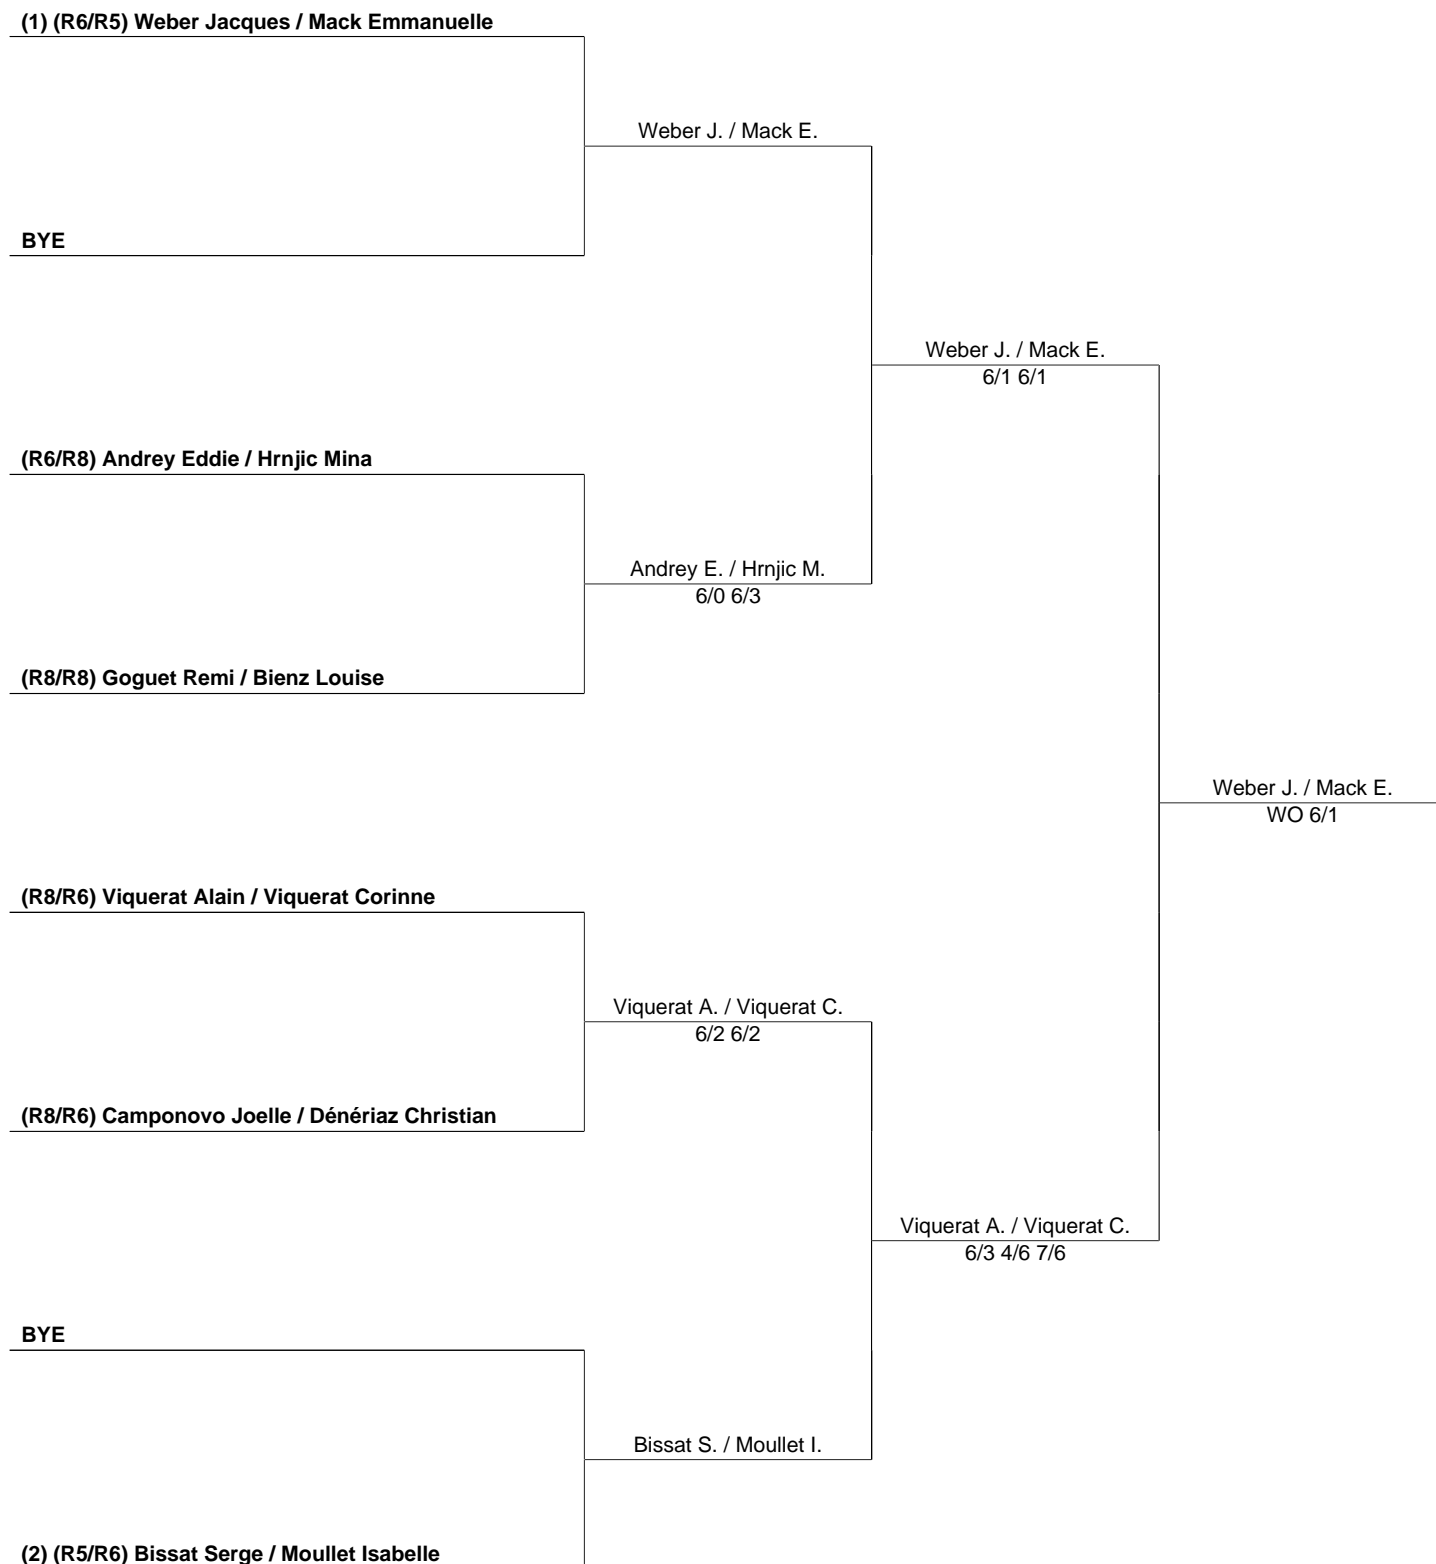 (1) (R6/R5) Weber Jacques / Mack Emmanuelle
Weber J. / Mack E.
BYE
Weber J. / Mack E.
6/1 6/1
(R6/R8) Andrey Eddie / Hrnjic Mina
Andrey E. / Hrnjic M.
6/0 6/3
(R8/R8) Goguet Remi / Bienz Louise
Weber J. / Mack E.
WO 6/1
(R8/R6) Viquerat Alain / Viquerat Corinne
Viquerat A. / Viquerat C.
6/2 6/2
(R8/R6) Camponovo Joelle / Dénériaz Christian
Viquerat A. / Viquerat C.
6/3 4/6 7/6
BYE
Bissat S. / Moullet I.
(2) (R5/R6) Bissat Serge / Moullet Isabelle